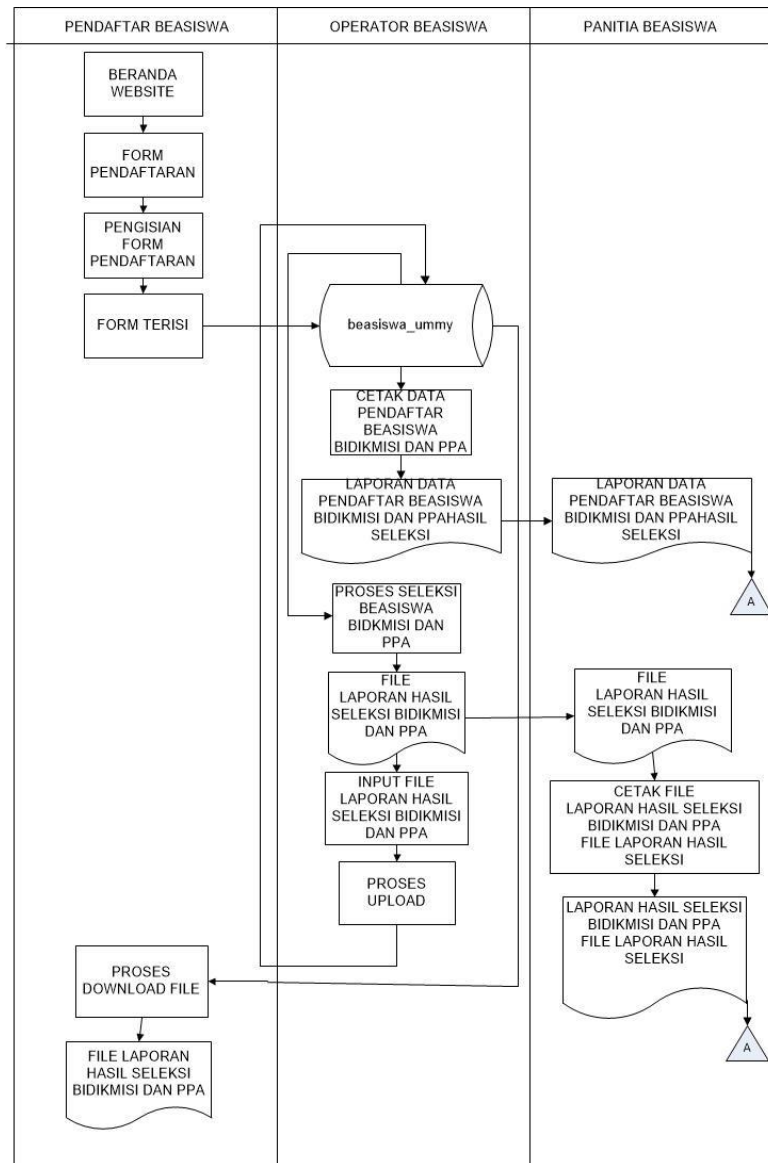 PENDAFTAR BEASISWA
OPERATOR BEASISWA
PANITIA BEASISWA
BERANDA
WEBSITE
FORM
PENDAFTARAN
PENGISIAN
FORM
PENDAFTARAN
FORM TERISI
beasiswa_ummy
CETAK DATA
PENDAFTAR
BEASISWA
BIDIKMISI DAN PPA
LAPORAN DATA
PENDAFTAR BEASISWA
BIDIKMISI DAN PPAHASIL
SELEKSI
LAPORAN DATA
PENDAFTAR BEASISWA
BIDIKMISI DAN PPAHASIL
SELEKSI
A
PROSES SELEKSI
BEASISWA
BIDKMISI DAN
PPA
FILE
LAPORAN HASIL
SELEKSI BIDIKMISI
DAN PPA
FILE
LAPORAN HASIL
SELEKSI BIDIKMISI
DAN PPA
INPUT FILE
LAPORAN HASIL
SELEKSI BIDIKMISI
DAN PPA
CETAK FILE
LAPORAN HASIL SELEKSI
BIDIKMISI DAN PPA
FILE LAPORAN HASIL
SELEKSI
PROSES
UPLOAD
LAPORAN HASIL SELEKSI
BIDIKMISI DAN PPA
FILE LAPORAN HASIL
SELEKSI
A
PROSES
DOWNLOAD FILE
FILE LAPORAN
HASIL SELEKSI
BIDIKMISI DAN PPA